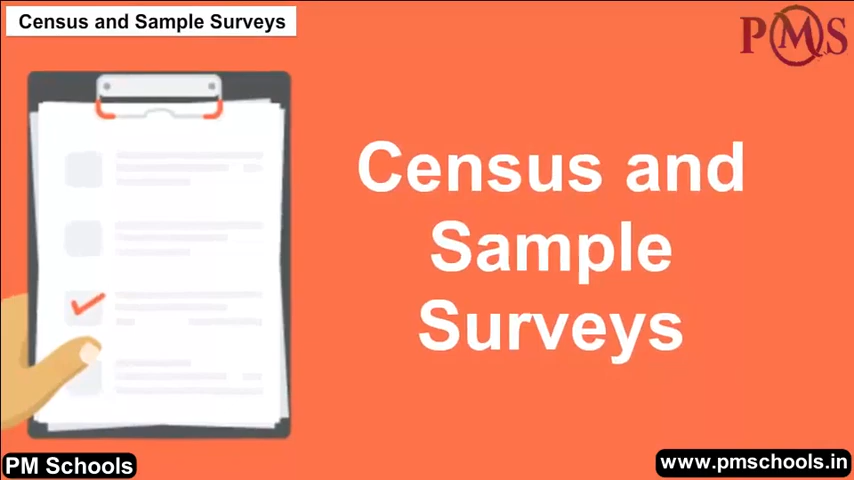 Census and Sample Surveys
PMS
Census and
Sample
Surveys
PM Schools
www.pmschools.in